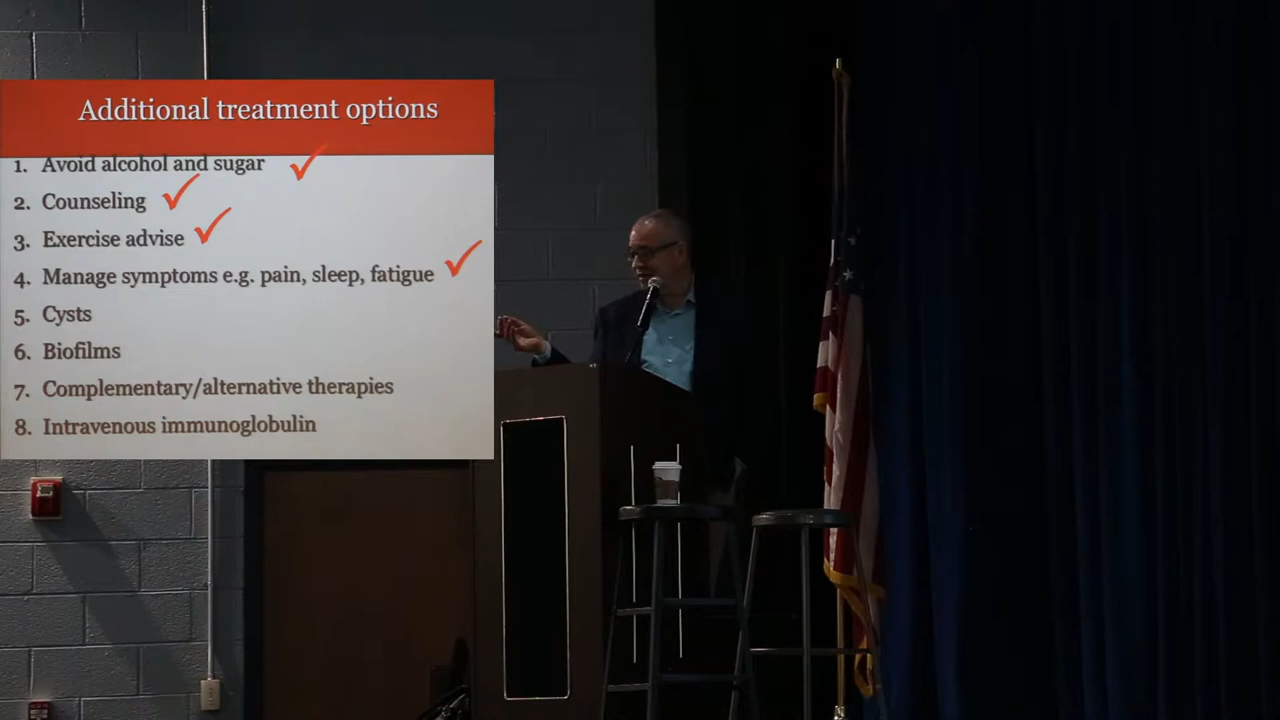 Additional treatment options
1. Avoid alcohol and sugar
2. Counseling
3. Exercise advise
4. Manage symptoms e.g. pain, sleep, fatigue
5. Cysts
6. Biofilms
7. Complementary/alternative therapies
8. Intravenous immunoglobulin